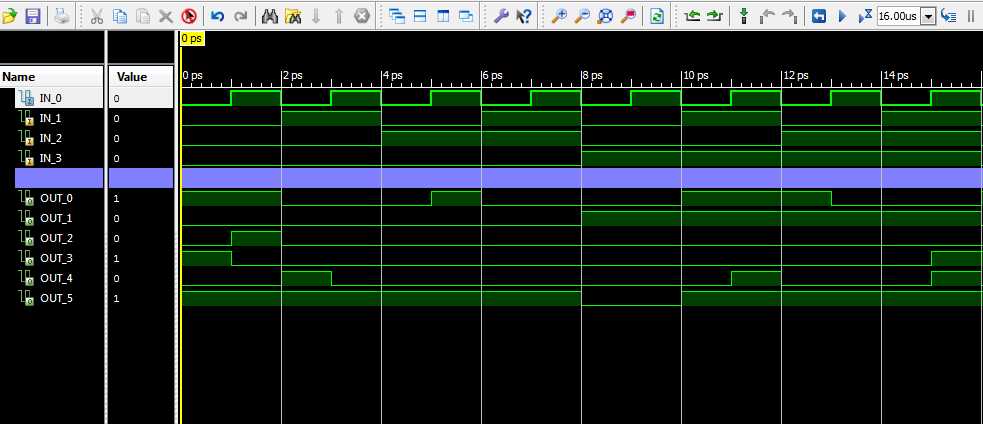 16.00us
0 ps
Name Value
0 ps 2 ps 4 ps 6 ps 8 ps 10 ps 12 ps 14 ps
IN_0 0
IN_1 0
IN_2 0
IN_3 0
OUT_0 1
OUT_1 0
OUT_2 0
OUT_3 1
OUT_4 0
OUT_5 1